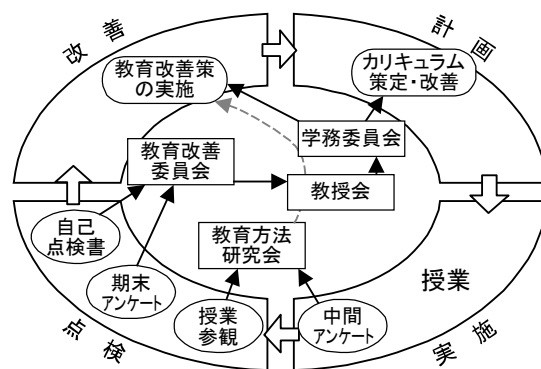 改善
計画
教育改善策
の実施
カリキュラム
策定・改善
学務委員会
教育改善
委員会
教授会
自己
点検書
教育方法
研究会
期末
アンケート
授業
参観
中間
アンケート
授業
点検
実施